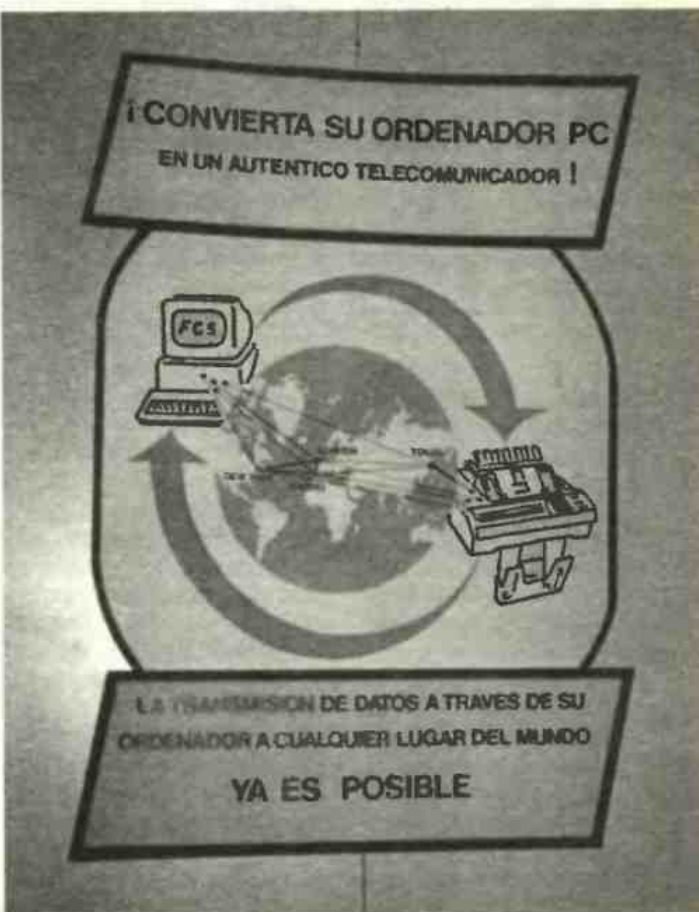 ¡CONVIERTA SU ORDENADOR PC
EN UN AUTENTICO TELECOMUNICADOR!
FCS
LA TRANSMISION DE DATOS A TRAVES DE SU
ORDENADOR A CUALQUIER LUGAR DEL MUNDO
YA ES POSIBLE